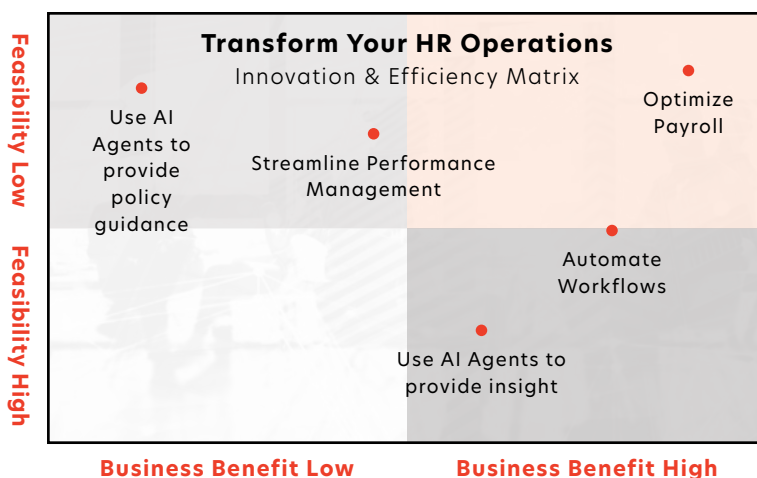 Transform Your HR Operations
Innovation & Efficiency Matrix
Feasibility Low
Use AI
Agents to
provide
policy
guidance
Streamline Performance
Management
Optimize
Payroll
Feasibility High
Automate
Workflows
Use AI Agents to
provide insight
Business Benefit Low
Business Benefit High